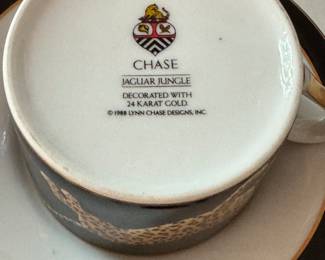 CHASE
JAGUAR JUNGLE
DECORATED WITH
24 KARAT GOLD
© 1988 LYNN CHASE DESIGNS, INC.